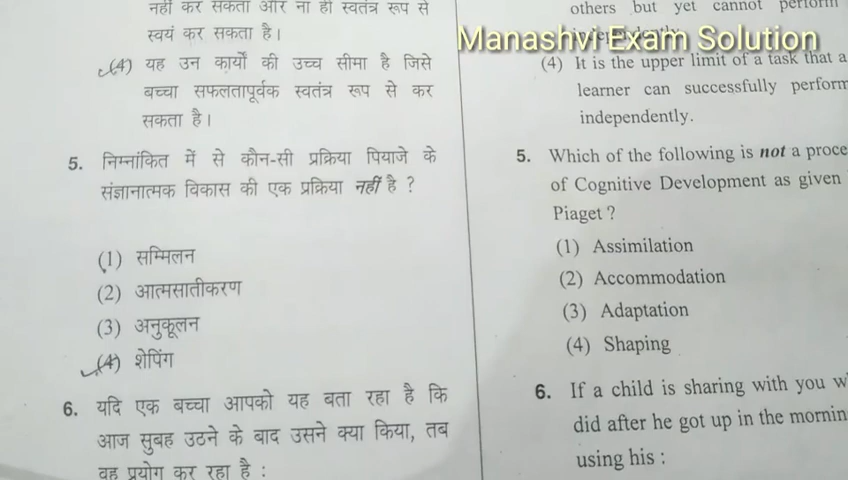 नहीं कर सकता और ना ही स्वतंत्र रूप से
स्वयं कर सकता है।
(4) यह उन कार्यों की उच्च सीमा है जिसे
बच्चा सफलतापूर्वक स्वतंत्र रूप से कर
सकता है।
5. निम्नांकित में से कौन-सी प्रक्रिया पियाजे के
संज्ञानात्मक विकास की एक प्रक्रिया नहीं है ?
(1) सम्मिलन
(2) आत्मसातीकरण
(3) अनुकूलन
(4) शेपिंग
6. यदि एक बच्चा आपको यह बता रहा है कि
आज सुबह उठने के बाद उसने क्या किया, तब
वह प्रयोग कर रहा है :
others but yet cannot perform
Manashvi Exam Solution
(4) It is the upper limit of a task that a
learner can successfully perform
independently.
5. Which of the following is not a proce
of Cognitive Development as given
Piaget ?
(1) Assimilation
(2) Accommodation
(3) Adaptation
(4) Shaping
6. If a child is sharing with you w
did after he got up in the mornin
using his :